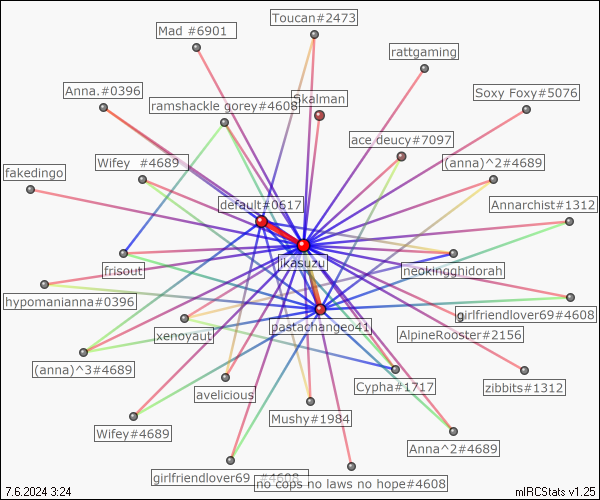 Toucan#2473
Mad #6901
rattgaming
Anna.#0396
Soxy Foxy#5076
ramshackle gorey#4608
Skalman
ace deucy#7097
Wifey #4689
(anna)^2#4689
fakedingo
default#0617
Annarchist#1312
jkasuzu
frisout
neokingghidorah
hypomanianna#0396
girlfriendlover69#4608
pastachangeo41
xenoyaut
AlpineRooster#2156
(anna)^3#4689
Cypha#1717
zibbits#1312
avelicious
Mushy#1984
Wifey#4689
Anna^2#4689
girlfriendlover69 #4608
no cops no laws no hope#4608
7.6.2024 3:24
mIRCStats v1.25